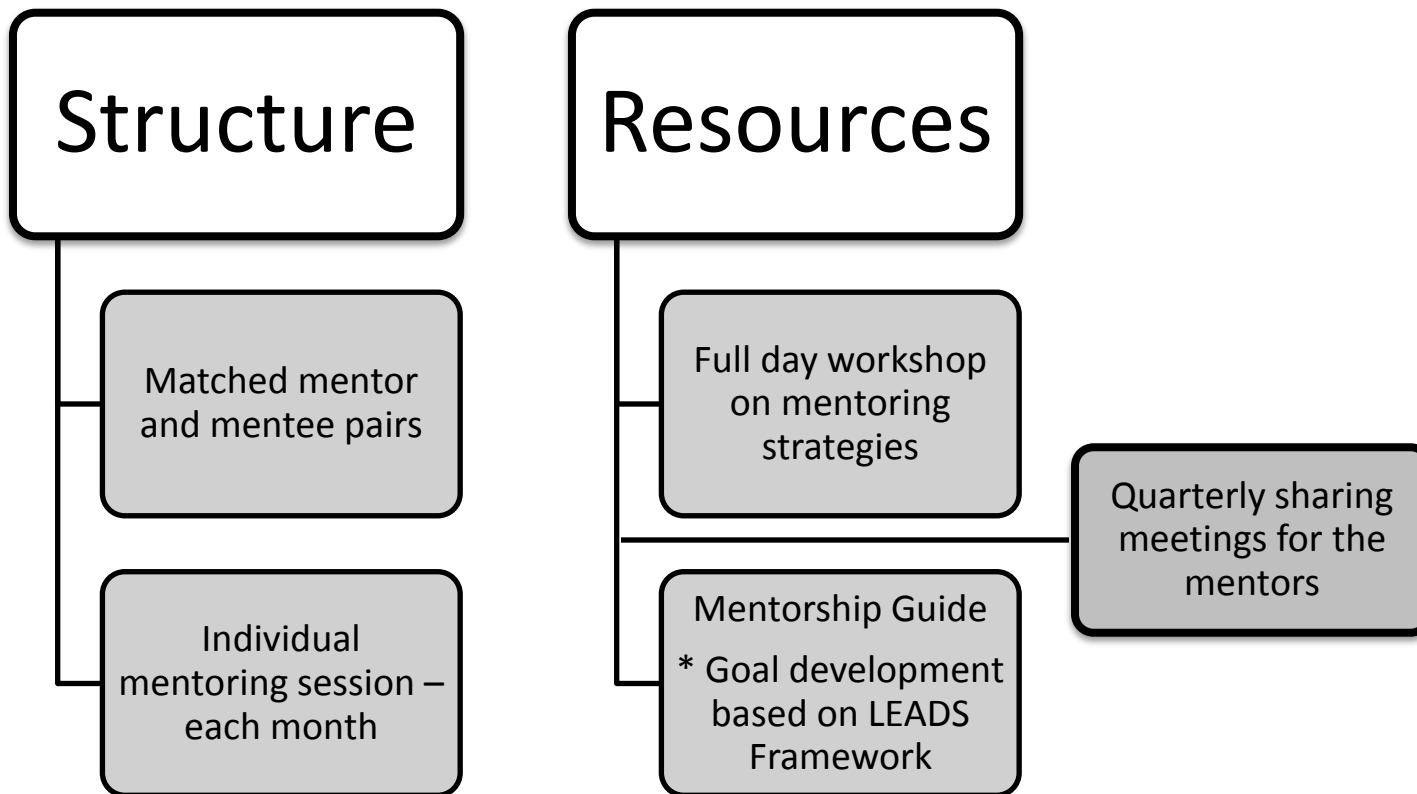 Structure
Matched mentor
and mentee pairs
Individual
mentoring session –
each month
Resources
Full day workshop
on mentoring
strategies
Quarterly sharing
meetings for the
mentors
Mentorship Guide
* Goal development
based on LEADS
Framework